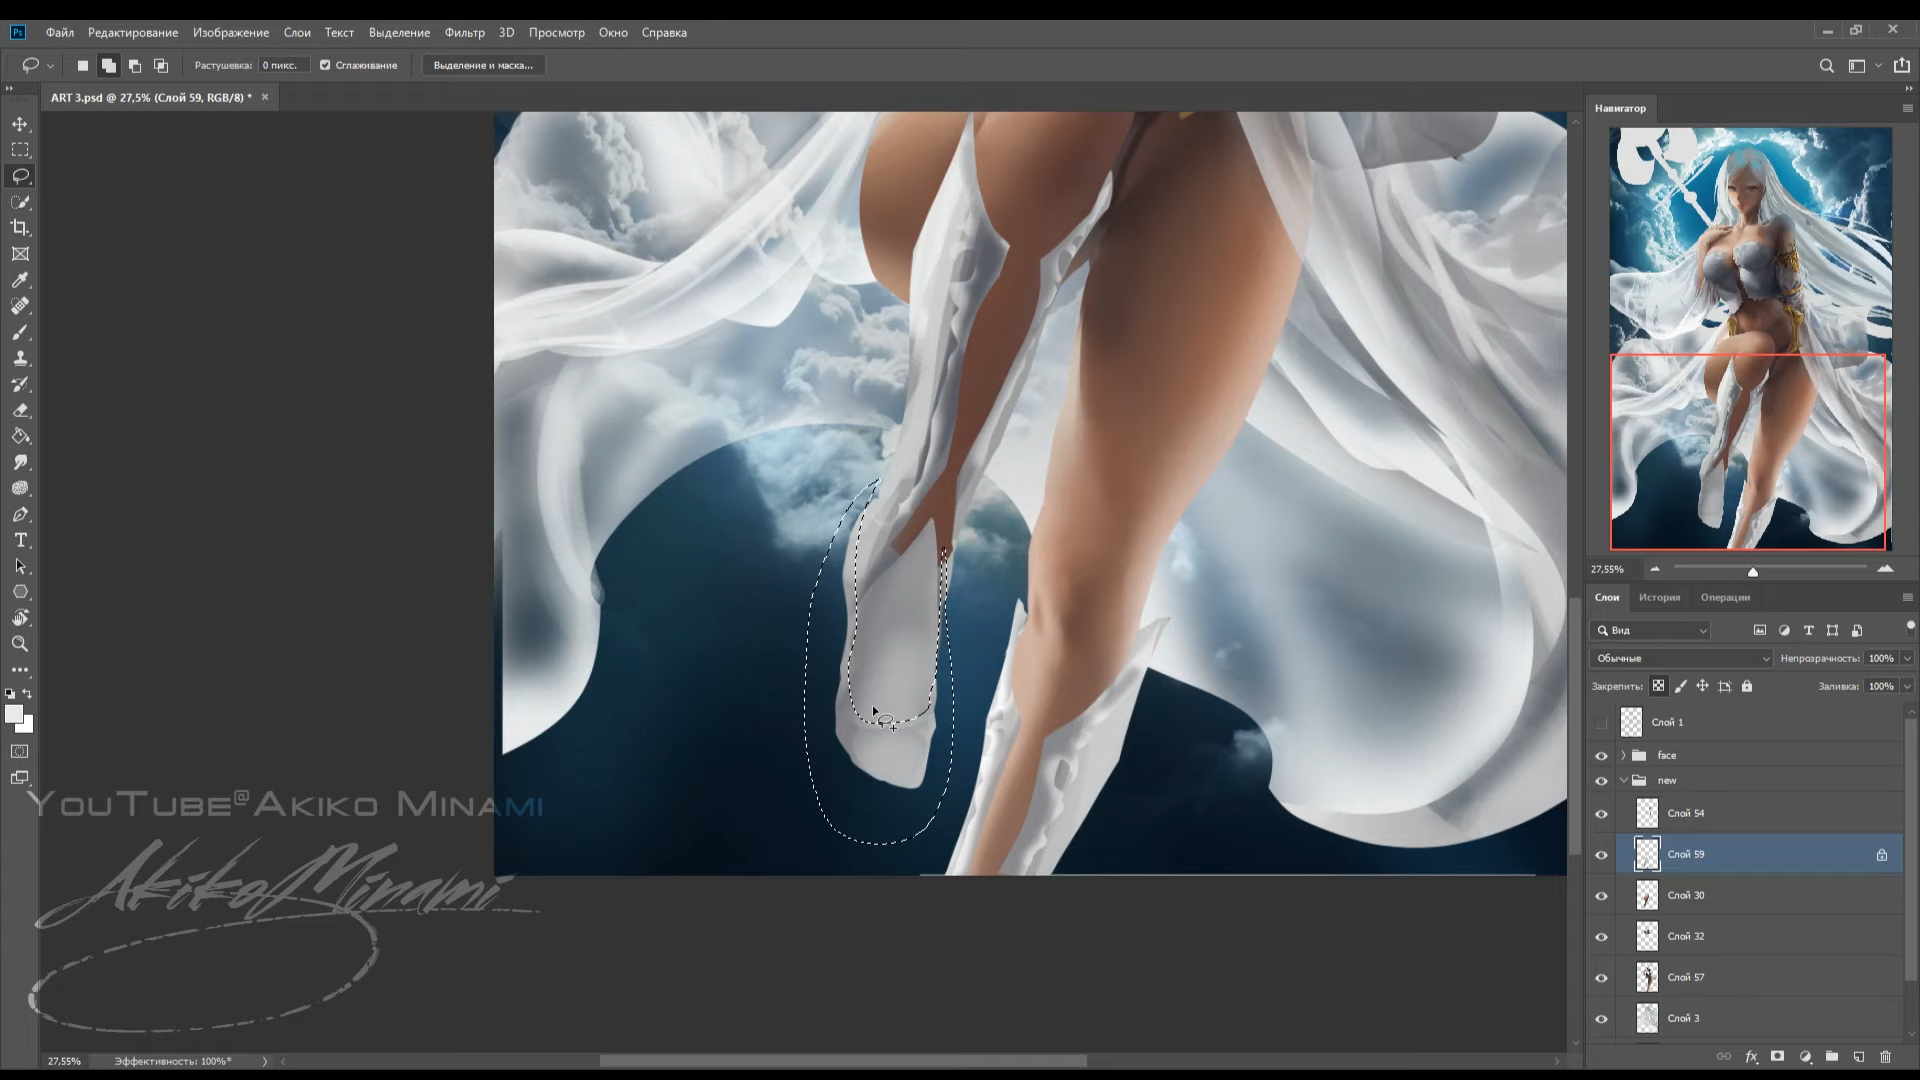 Ps Файл Редактирование Изображение Слои Текст Выделение Фильтр 3D Просмотр Окно Справка
Растушевка: 0 пикс. Сглаживание Выделение и маска...
ART 3.psd @ 27,5% (Слой 59, RGB/8) *
Навигатор
27,55%
Слои История Операции
Вид
Обычные Непрозрачность: 100%
Закрепить: Заливка: 100%
Слой 1
face
new
Слой 54
Слой 59
Слой 30
Слой 32
Слой 57
Слой 3
YouTube@Akiko Minami
Akiko Minami
27,55% Эффективность: 100%*